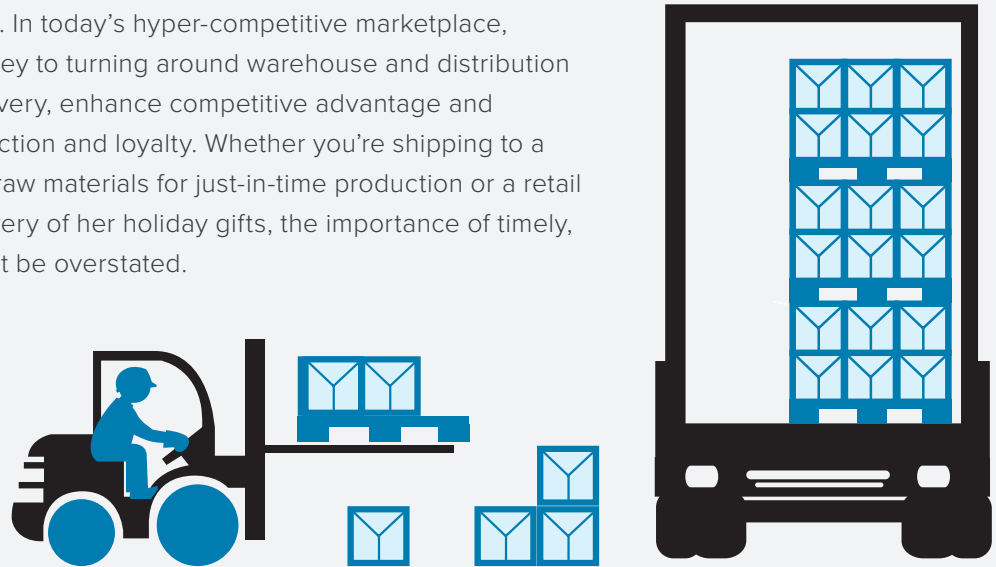 . In today’s hyper-competitive marketplace,
ey to turning around warehouse and distribution
very, enhance competitive advantage and
ction and loyalty. Whether you’re shipping to a
raw materials for just-in-time production or a retail
ery of her holiday gifts, the importance of timely,
t be overstated.